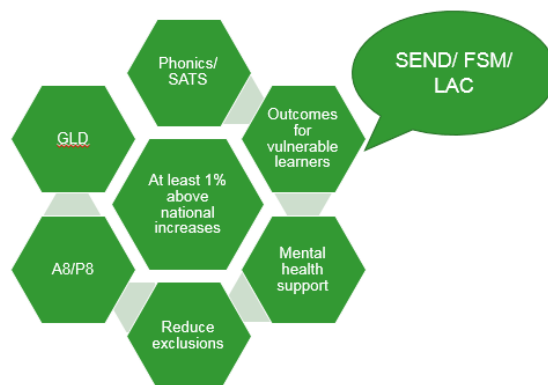 Phonics/
SATS
SEND/ FSM/
LAC
Outcomes for
vulnerable
learners
GLD
At least 1%
above
national
increases
A8/P8
Mental
health
support
Reduce
exclusions